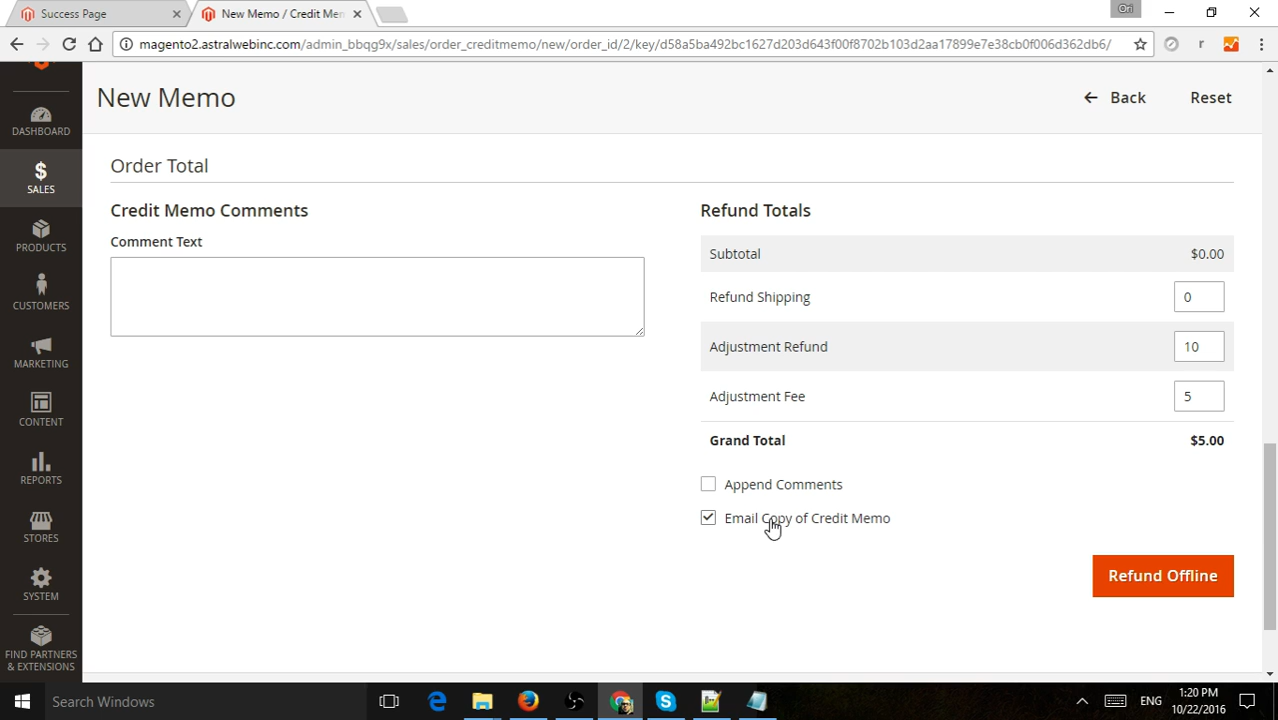 Success Page
New Memo / Credit Mem
Ori
magento2.astralwebinc.com/admin_bbqg9x/sales/order_creditmemo/new/order_id/2/key/d58a5ba492bc1627d203d643f00f8702b103d2aa17899e7e38cb0f006d362db6/
r
New Memo
Back
Reset
DASHBOARD
SALES
PRODUCTS
CUSTOMERS
MARKETING
CONTENT
REPORTS
STORES
SYSTEM
FIND PARTNERS
& EXTENSIONS
Order Total
Credit Memo Comments
Comment Text
Refund Totals
Subtotal $0.00
Refund Shipping 0
Adjustment Refund 10
Adjustment Fee 5
Grand Total $5.00
Append Comments
Email Copy of Credit Memo
Refund Offline
Search Windows
ENG
1:20 PM
10/22/2016